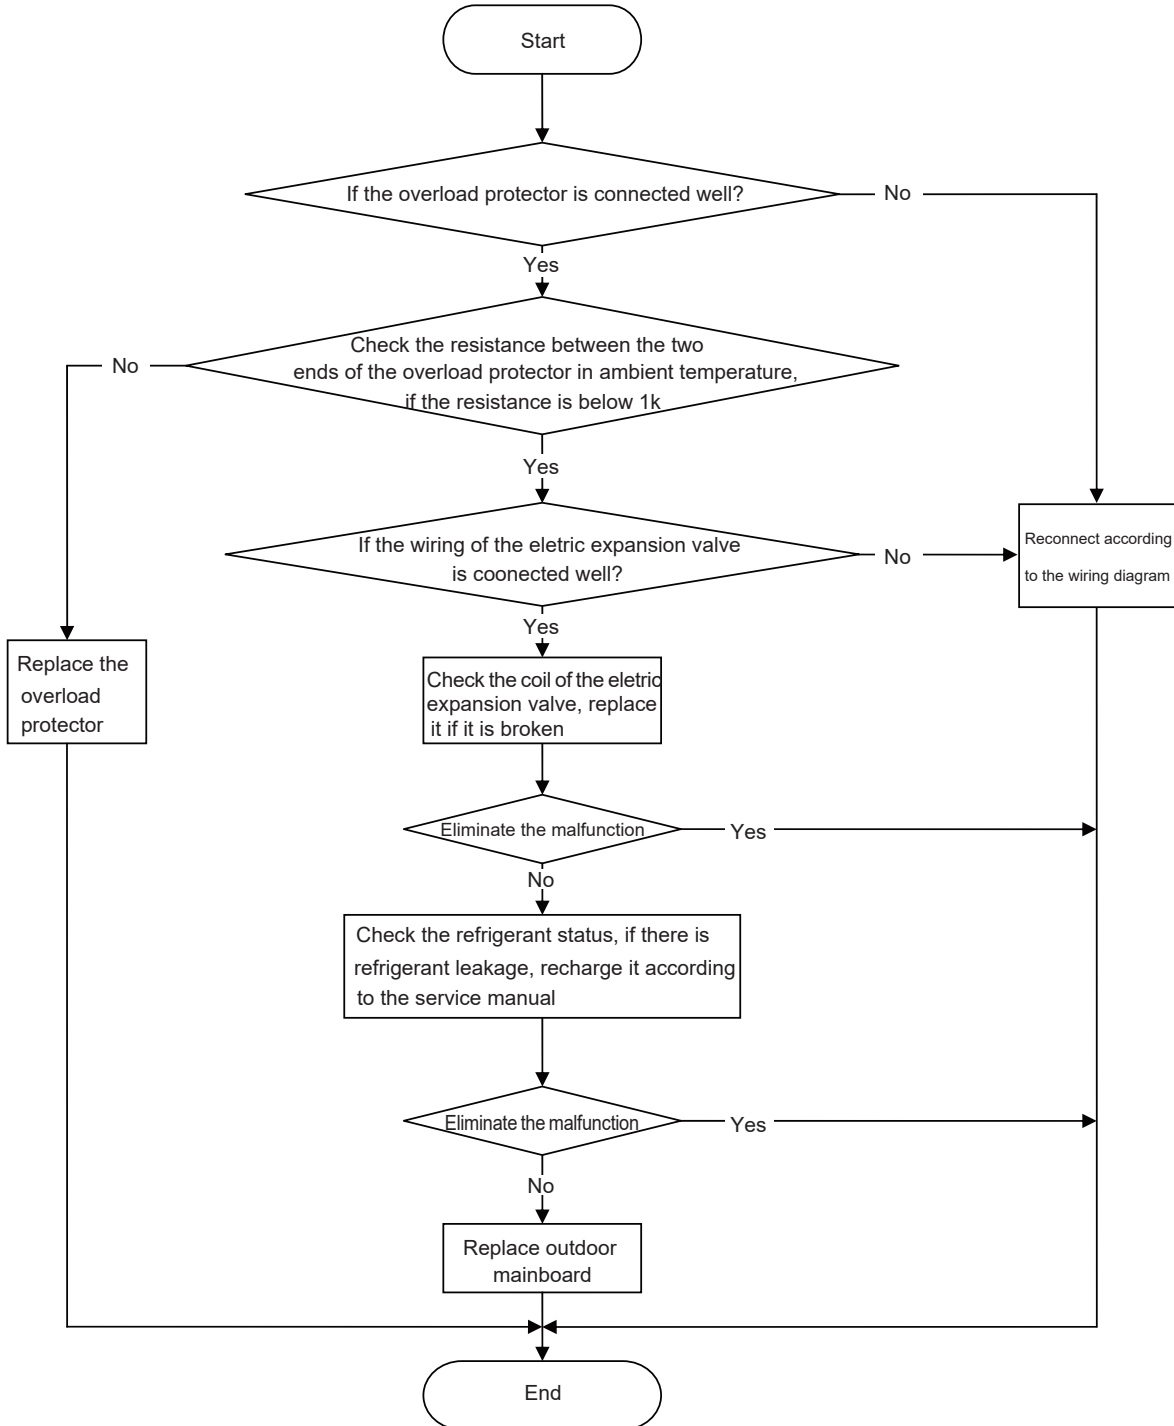 Start
If the overload protector is connected well?
No
Yes
Check the resistance between the two
ends of the overload protector in ambient temperature,
if the resistance is below 1k
No
Yes
If the wiring of the eletric expansion valve
is coonected well?
No
Reconnect according
to the wiring diagram
Yes
Replace the
overload
protector
Check the coil of the eletric
expansion valve, replace
it if it is broken
Eliminate the malfunction
Yes
No
Check the refrigerant status, if there is
refrigerant leakage, recharge it according
to the service manual
Eliminate the malfunction
Yes
No
Replace outdoor
mainboard
End